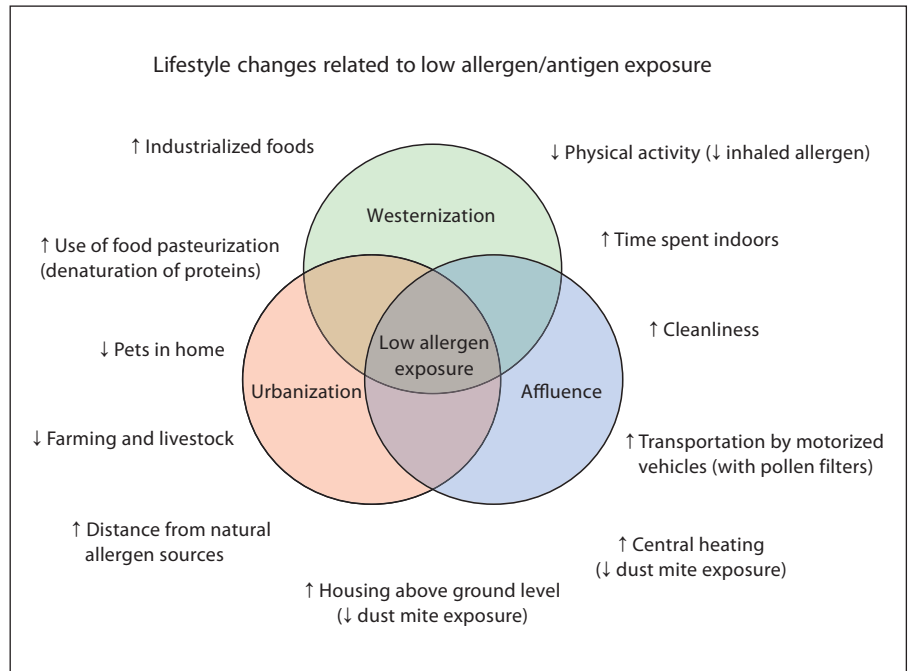 Lifestyle changes related to low allergen/antigen exposure
↑ Industrialized foods
↓ Physical activity (↓ inhaled allergen)
Westernization
↑ Use of food pasteurization
(denaturation of proteins)
↑ Time spent indoors
↑ Cleanliness
↓ Pets in home
Low allergen
exposure
Urbanization
Affluence
↓ Farming and livestock
↑ Transportation by motorized
vehicles (with pollen filters)
↑ Distance from natural
allergen sources
↑ Central heating
(↓ dust mite exposure)
↑ Housing above ground level
(↓ dust mite exposure)